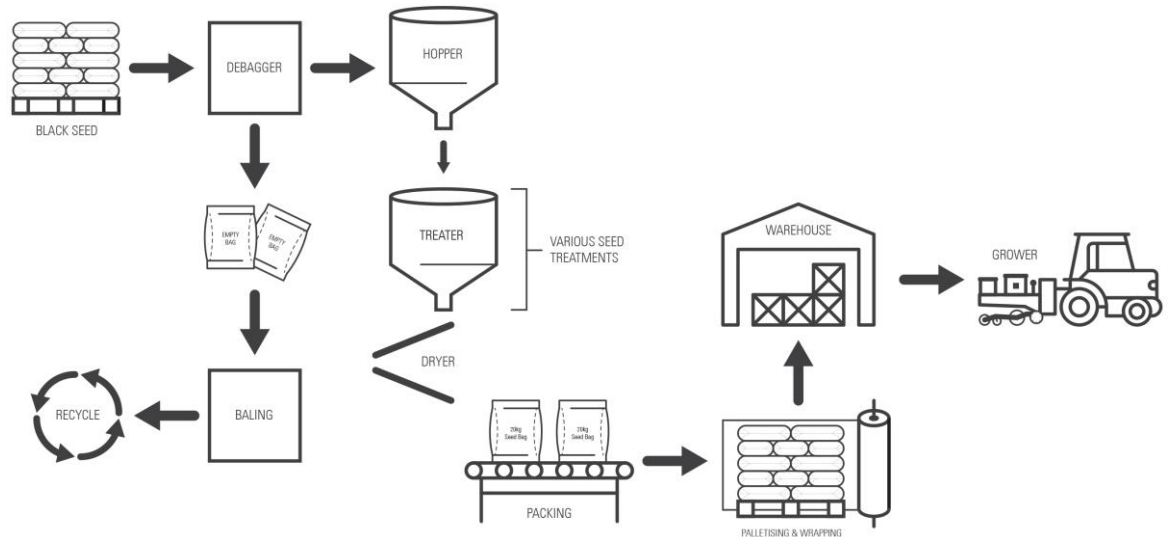 BLACK SEED
DEBAGGER
HOPPER
EMPTY
BAG
EMPTY
BAG
TREATER
VARIOUS SEED
TREATMENTS
DRYER
RECYCLE
BALING
20kg
Seed Bag
20kg
Seed Bag
PACKING
PALLETISING & WRAPPING
WAREHOUSE
GROWER